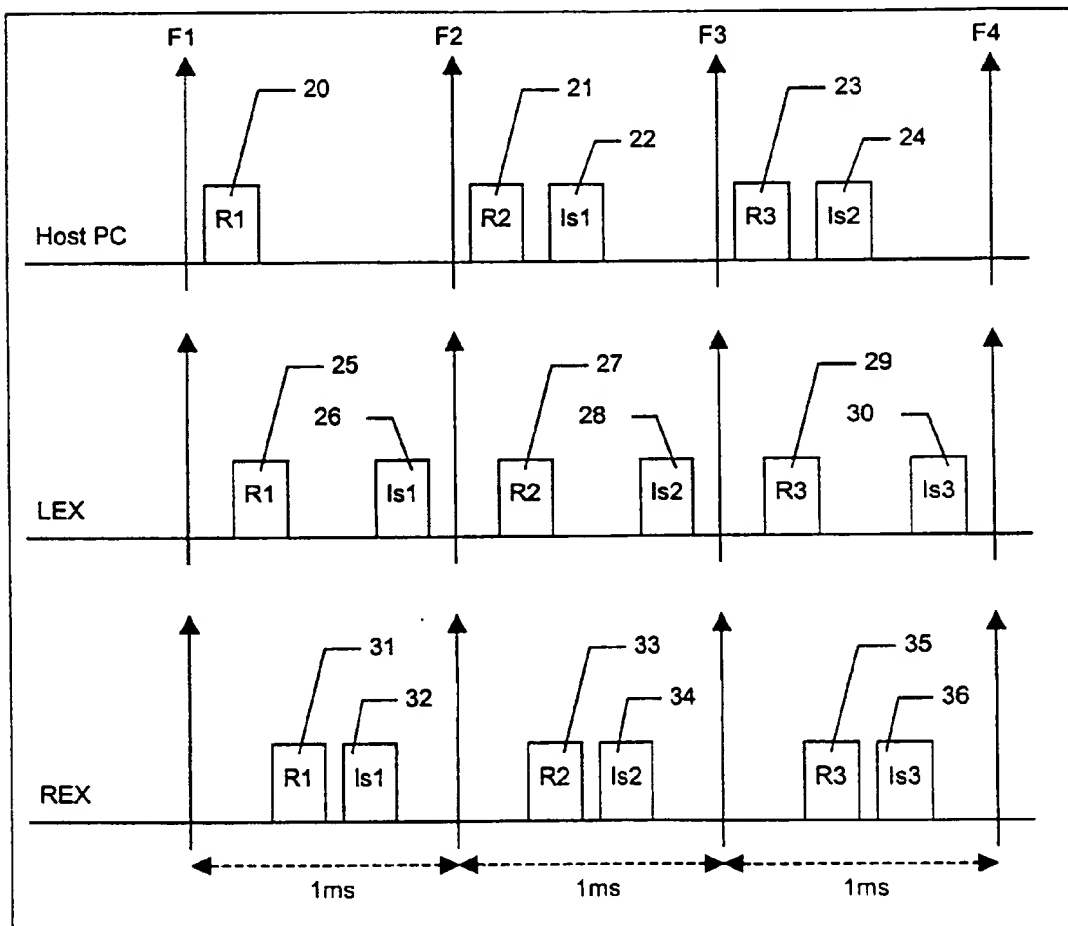 F1 F2 F3 F4
20 21 23
22 24
R1 R2 Is1 R3 Is2
Host PC
25 27 29
26 28 30
R1 Is1 R2 Is2 R3 Is3
LEX
31 33 35
32 34 36
R1 Is1 R2 Is2 R3 Is3
REX
1ms 1ms 1ms